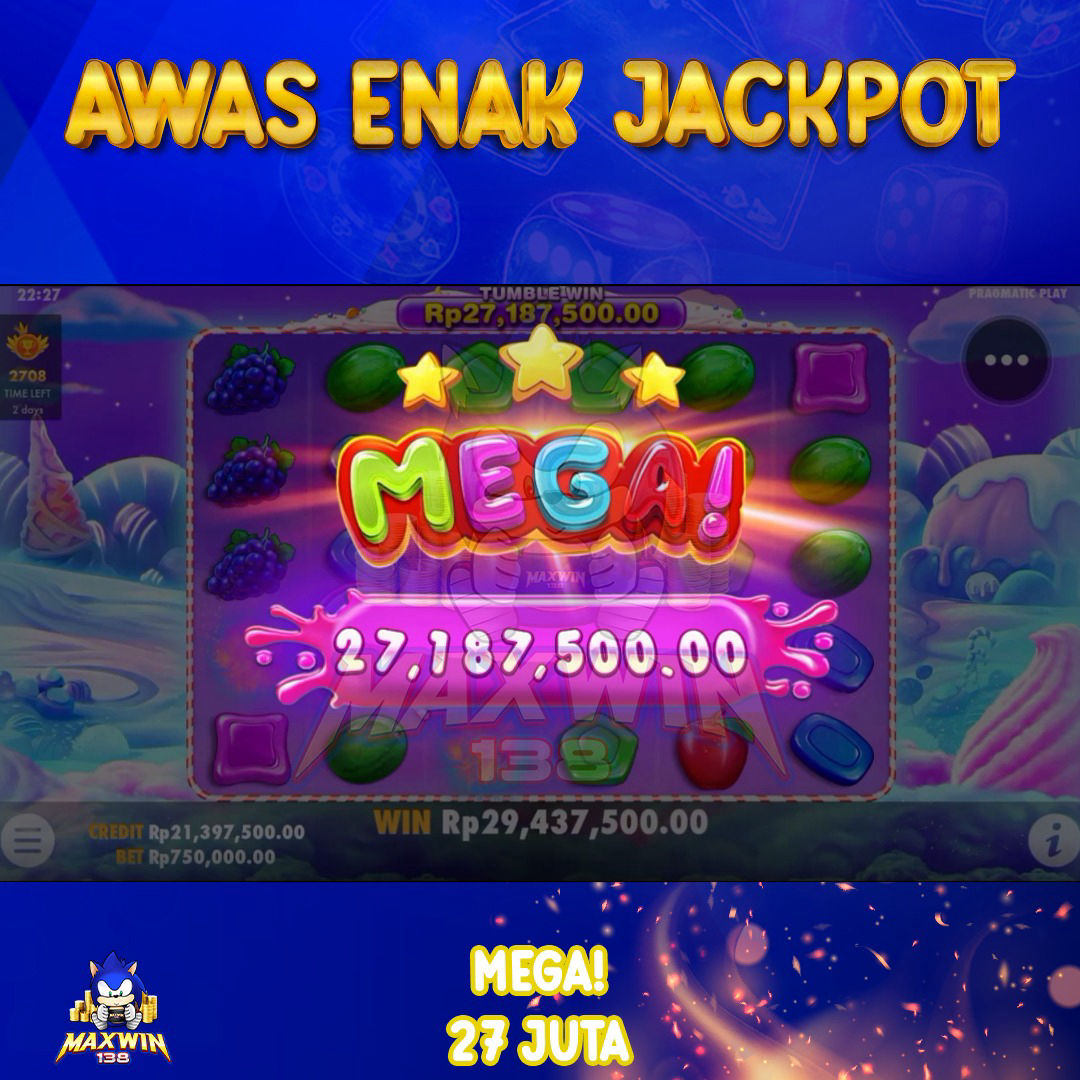 AWAS ENAK JACKPOT
22:27
TUMBLE WIN
Rp27,187,500.00
PRAGMATIC PLAY
2708
TIME LEFT
2 days
MEGA!
MAXWIN
27,187,500.00
MAXWIN
138
WIN Rp29,437,500.00
CREDIT Rp21,397,500.00
BET Rp750,000.00
MEGA!
27 JUTA
MAXWIN
138